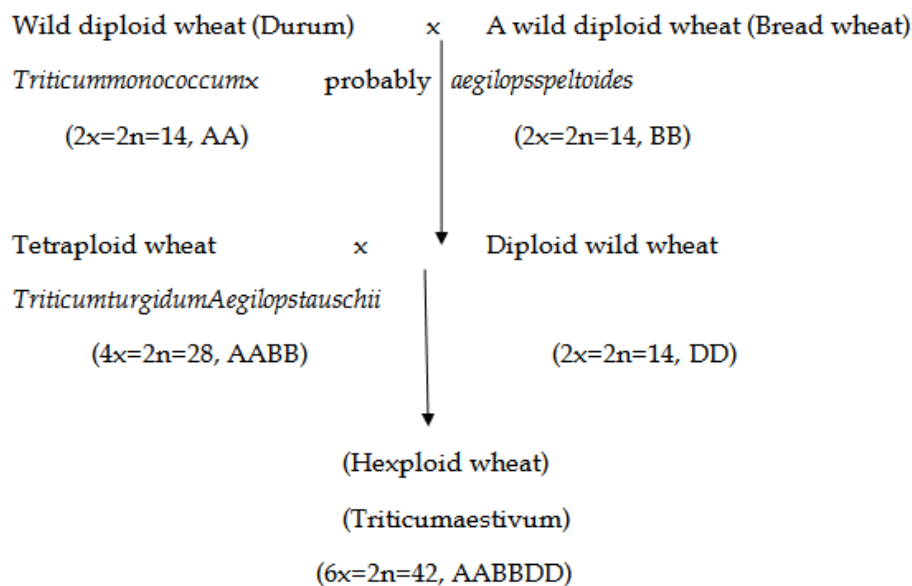 Wild diploid wheat (Durum) x A wild diploid wheat (Bread wheat)
Triticummonococcumx probably aegilopsspeltoides
(2x=2n=14, AA) (2x=2n=14, BB)
Tetraploid wheat x Diploid wild wheat
TriticumturgidumAegilopstauschii
(4x=2n=28, AABB) (2x=2n=14, DD)
(Hexploid wheat)
(Triticumaestivum)
(6x=2n=42, AABBDD)